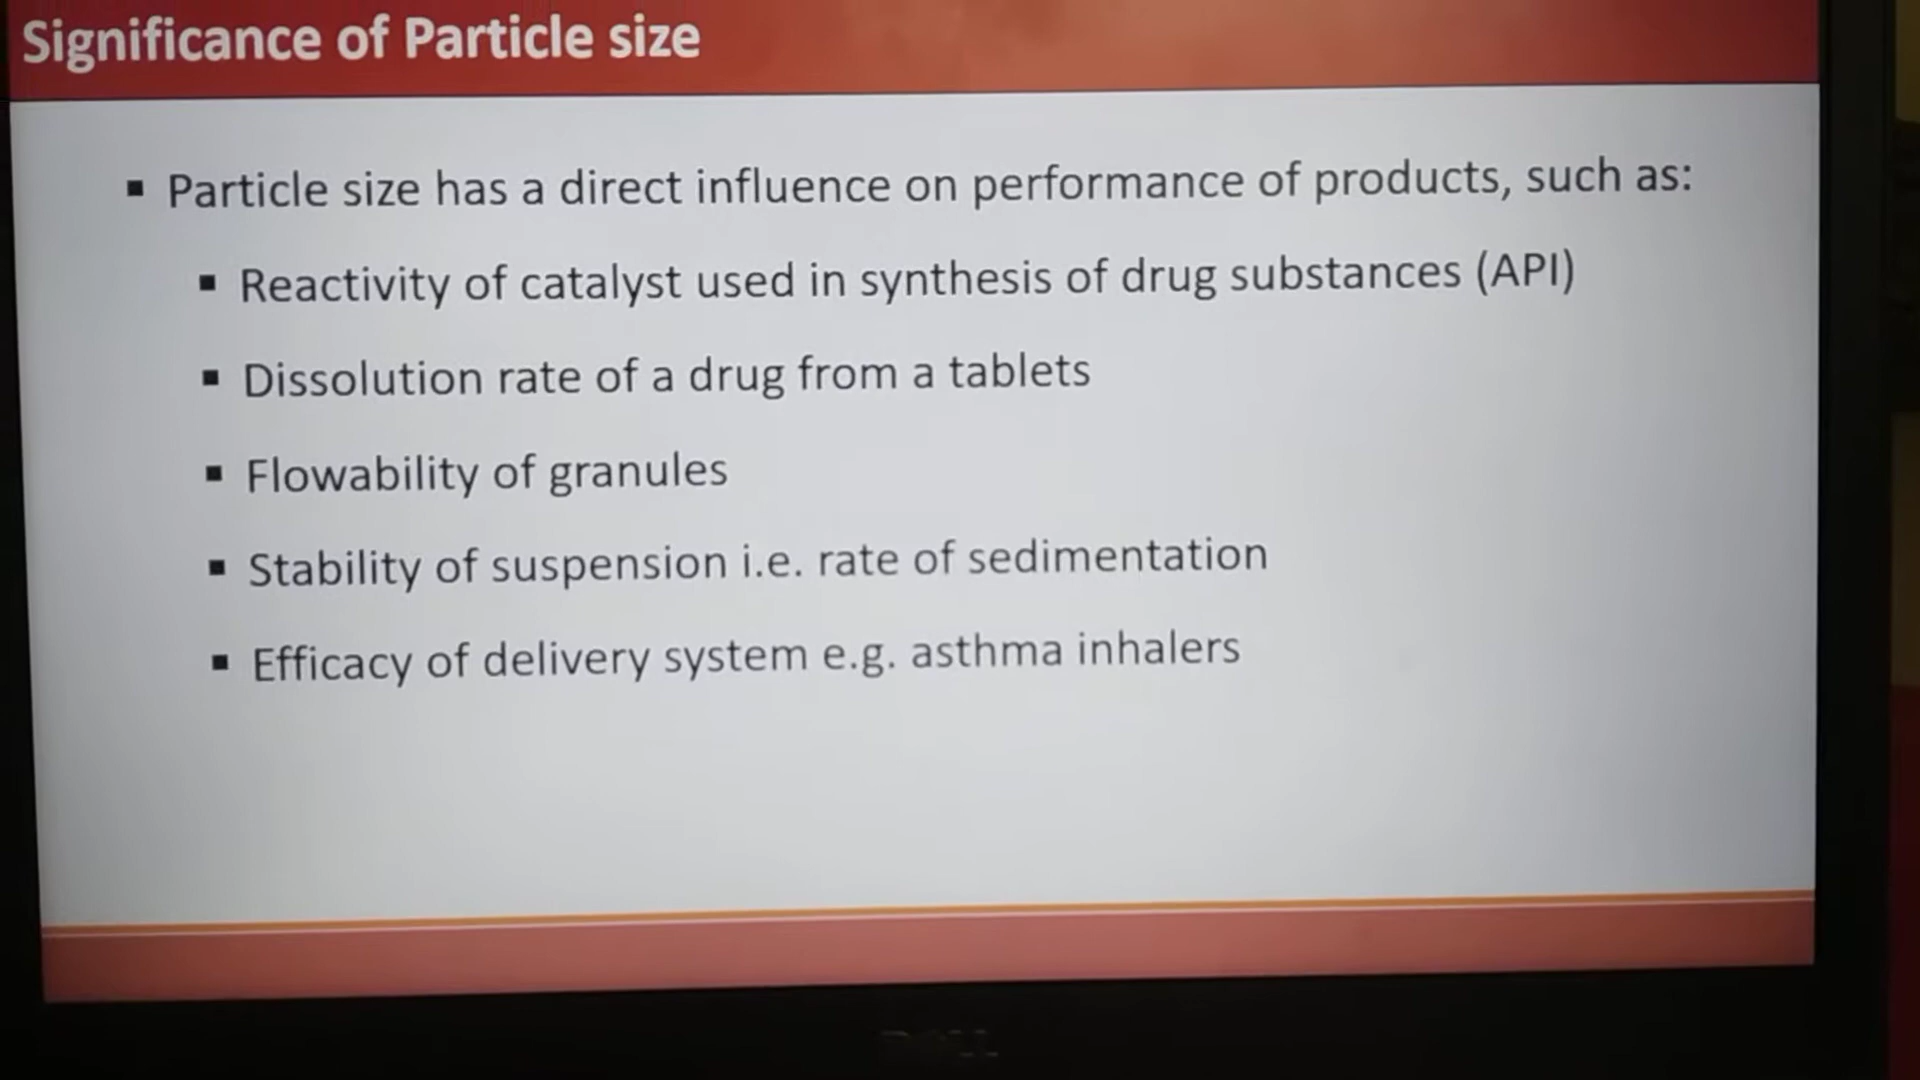 Significance of Particle size
▪ Particle size has a direct influence on performance of products, such as:
▪ Reactivity of catalyst used in synthesis of drug substances (API)
▪ Dissolution rate of a drug from a tablets
▪ Flowability of granules
▪ Stability of suspension i.e. rate of sedimentation
▪ Efficacy of delivery system e.g. asthma inhalers